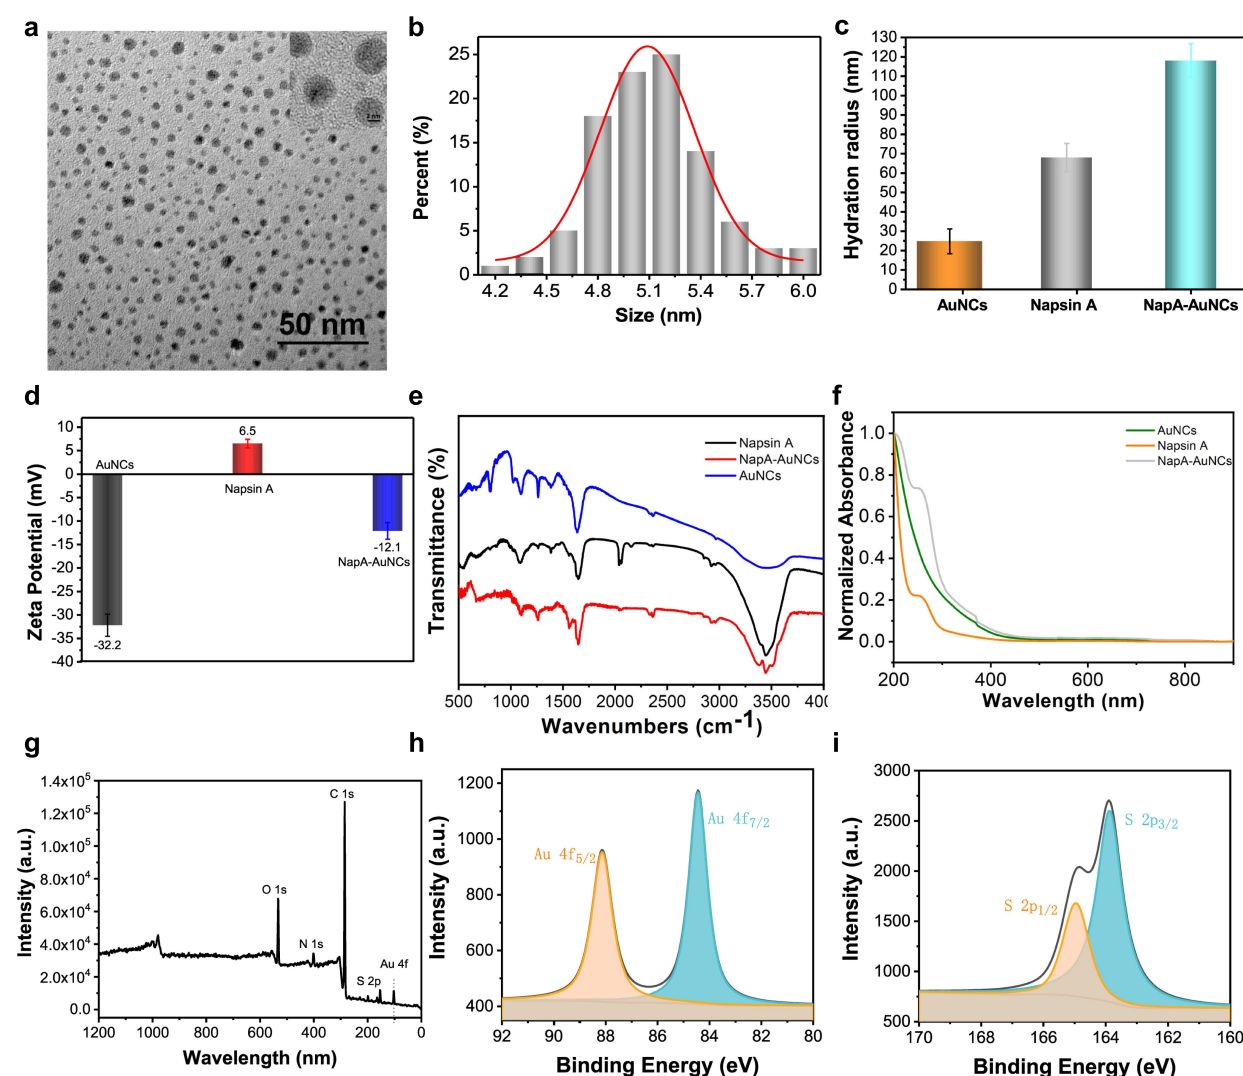 a
50 nm
2 nm
b
Percent (%)
25
20
15
10
5
0
4.2 4.5 4.8 5.1 5.4 5.7 6.0
Size (nm)
c
Hydration radius (nm)
130
120
110
100
90
80
70
60
50
40
30
20
10
0
AuNCs Napsin A NapA-AuNCs
d
Zeta Potential (mV)
10
5
0
-5
-10
-15
-20
-25
-30
-35
-40
AuNCs
-32.2
6.5
Napsin A
-12.1
NapA-AuNCs
e
Transmittance (%)
Napsin A
NapA-AuNCs
AuNCs
500 1000 1500 2000 2500 3000 3500 400
Wavenumbers (cm-1)
f
Normalized Absorbance
1.0
0.8
0.6
0.4
0.2
0.0
AuNCs
Napsin A
NapA-AuNCs
200 400 600 800
Wavelength (nm)
g
Intensity (a.u.)
1.4x10^5
1.2x10^5
1.0x10^5
8.0x10^4
6.0x10^4
4.0x10^4
2.0x10^4
0.0
C 1s
O 1s
N 1s
S 2p
Au 4f
1200 1000 800 600 400 200 0
Wavelength (nm)
h
Intensity (a.u.)
1200
1000
800
600
400
Au 4f5/2
Au 4f7/2
92 90 88 86 84 82 80
Binding Energy (eV)
i
Intensity (a.u.)
3000
2500
2000
1500
1000
500
S 2p3/2
S 2p1/2
170 168 166 164 162 160
Binding Energy (eV)